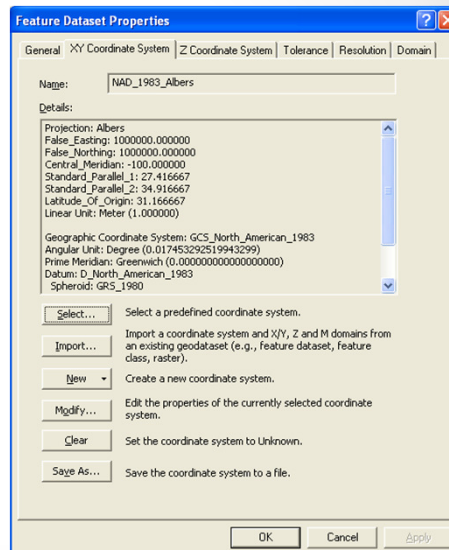 Feature Dataset Properties
General XY Coordinate System Z Coordinate System Tolerance Resolution Domain
Name: NAD_1983_Albers
Details:
Projection: Albers
False_Easting: 1000000.000000
False_Northing: 1000000.000000
Central_Meridian: -100.000000
Standard_Parallel_1: 27.416667
Standard_Parallel_2: 34.916667
Latitude_Of_Origin: 31.166667
Linear Unit: Meter (1.000000)
Geographic Coordinate System: GCS_North_American_1983
Angular Unit: Degree (0.017453292519943299)
Prime Meridian: Greenwich (0.000000000000000000)
Datum: D_North_American_1983
Spheroid: GRS_1980
Select... Select a predefined coordinate system.
Import... Import a coordinate system and X/Y, Z and M domains from
an existing geodataset (e.g., feature dataset, feature
class, raster).
New Create a new coordinate system.
Modify... Edit the properties of the currently selected coordinate
system.
Clear Set the coordinate system to Unknown.
Save As... Save the coordinate system to a file.
OK Cancel Apply